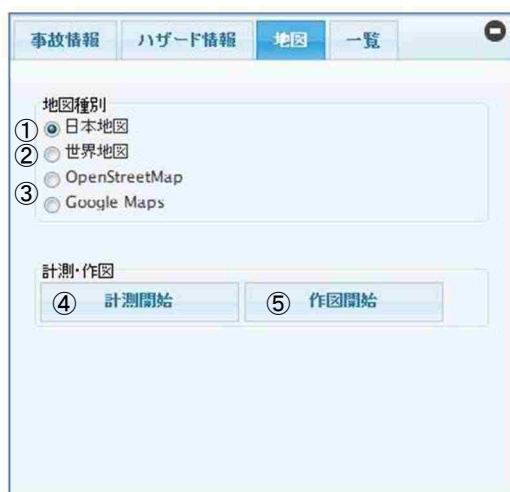 事故情報 ハザード情報 地図 一覧
地図種別
① 日本地図
② 世界地図
OpenStreetMap
③
Google Maps
計測・作図
④ 計測開始 ⑤ 作図開始